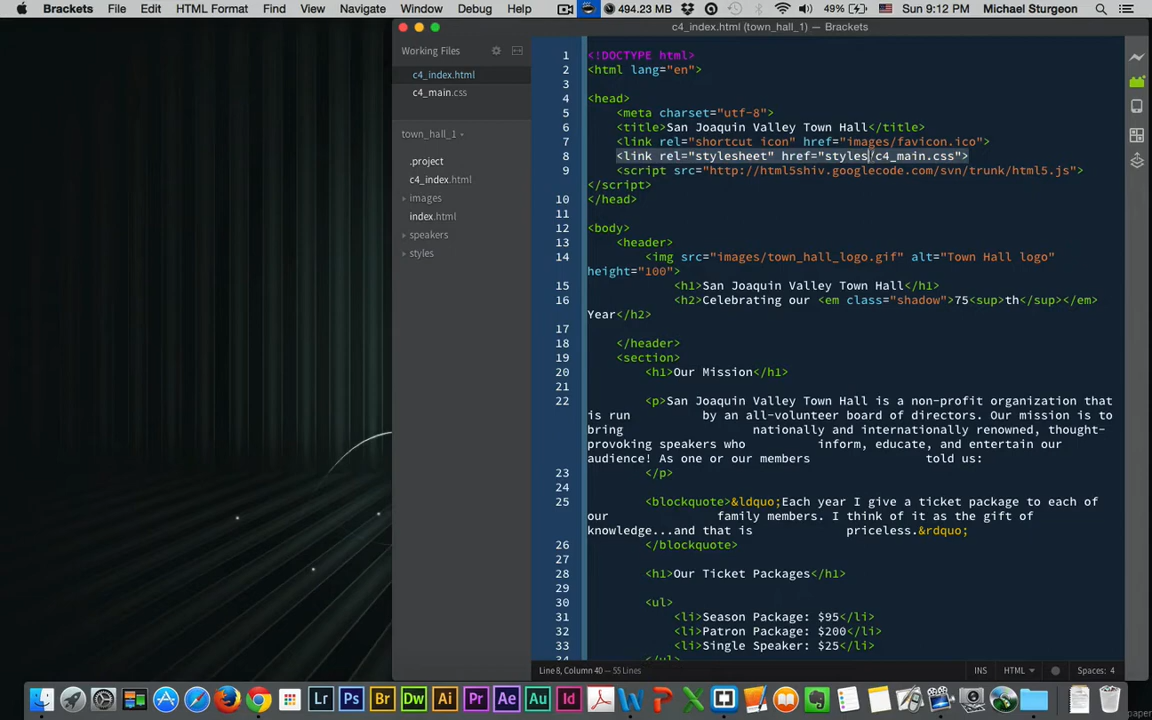 Brackets File Edit HTML Format Find View Navigate Window Debug Help 494.23 MB 49% Sun 9:12 PM Michael Sturgeon
c4_index.html (town_hall_1) — Brackets
Working Files
c4_index.html
c4_main.css
town_hall_1
.project
c4_index.html
images
index.html
speakers
styles
1 <!DOCTYPE html>
2 <html lang="en">
3
4 <head>
5 <meta charset="utf-8">
6 <title>San Joaquin Valley Town Hall</title>
7 <link rel="shortcut icon" href="images/favicon.ico">
8 <link rel="stylesheet" href="styles/c4_main.css">
9 <script src="http://html5shiv.googlecode.com/svn/trunk/html5.js">
</script>
10 </head>
11
12 <body>
13 <header>
14 <img src="images/town_hall_logo.gif" alt="Town Hall logo"
height="100">
15 <h1>San Joaquin Valley Town Hall</h1>
16 <h2>Celebrating our <em class="shadow">75<sup>th</sup></em>
Year</h2>
17
18 </header>
19 <section>
20 <h1>Our Mission</h1>
21
22 <p>San Joaquin Valley Town Hall is a non-profit organization that
is run by an all-volunteer board of directors. Our mission is to
bring nationally and internationally renowned, thought-
provoking speakers who inform, educate, and entertain our
audience! As one or our members told us:
23 </p>
24
25 <blockquote>&ldquo;Each year I give a ticket package to each of
our family members. I think of it as the gift of
knowledge...and that is priceless.&rdquo;
26 </blockquote>
27
28 <h1>Our Ticket Packages</h1>
29
30 <ul>
31 <li>Season Package: $95</li>
32 <li>Patron Package: $200</li>
33 <li>Single Speaker: $25</li>
34 </ul>
Line 8, Column 40 — 55 Lines INS HTML Spaces: 4
Lr Ps Br Dw Ai Pr Ae Au Id
paper